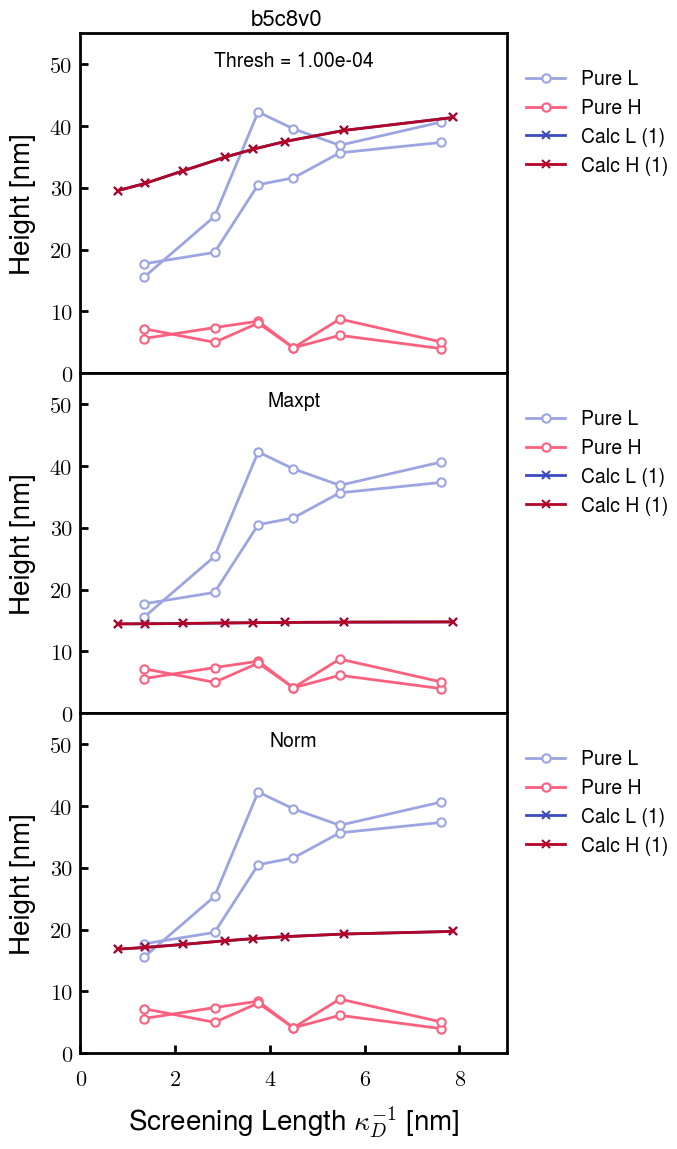 b5c8v0
Thresh = 1.00e-04
50
40
30
20
10
0
Height [nm]
Pure L
Pure H
Calc L (1)
Calc H (1)
Maxpt
50
40
30
20
10
0
Height [nm]
Pure L
Pure H
Calc L (1)
Calc H (1)
Norm
50
40
30
20
10
0
Height [nm]
Pure L
Pure H
Calc L (1)
Calc H (1)
0 2 4 6 8
Screening Length κ_D^{-1} [nm]